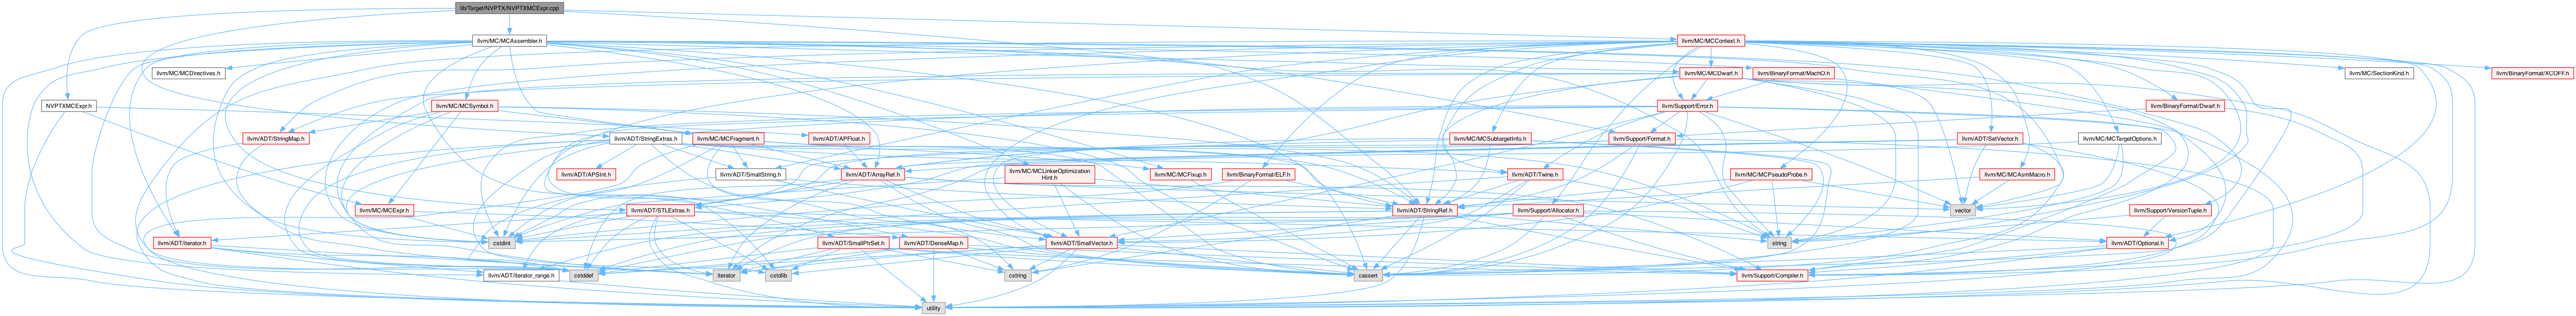 lib/Target/NVPTX/NVPTXMCExpr.cpp
llvm/MC/MCAssembler.h
llvm/MC/MCContext.h
llvm/MC/MCDirectives.h
llvm/MC/MCDwarf.h
llvm/BinaryFormat/MachO.h
llvm/MC/SectionKind.h
llvm/BinaryFormat/XCOFF.h
NVPTXMCExpr.h
llvm/MC/MCSymbol.h
llvm/Support/Error.h
llvm/BinaryFormat/Dwarf.h
llvm/ADT/StringMap.h
llvm/ADT/StringExtras.h
llvm/MC/MCFragment.h
llvm/ADT/APFloat.h
llvm/MC/MCSubtargetInfo.h
llvm/Support/Format.h
llvm/ADT/SetVector.h
llvm/MC/MCTargetOptions.h
llvm/ADT/APSInt.h
llvm/ADT/SmallString.h
llvm/ADT/ArrayRef.h
llvm/MC/MCLinkerOptimization
Hint.h
llvm/MC/MCFixup.h
llvm/BinaryFormat/ELF.h
llvm/ADT/Twine.h
llvm/MC/MCPseudoProbe.h
llvm/MC/MCAsmMacro.h
llvm/MC/MCExpr.h
llvm/ADT/STLExtras.h
llvm/ADT/StringRef.h
llvm/Support/Allocator.h
vector
llvm/Support/VersionTuple.h
llvm/ADT/iterator.h
cstdint
llvm/ADT/SmallPtrSet.h
llvm/ADT/DenseMap.h
llvm/ADT/SmallVector.h
string
llvm/ADT/Optional.h
llvm/ADT/iterator_range.h
cstddef
iterator
cstdlib
cstring
cassert
llvm/Support/Compiler.h
utility